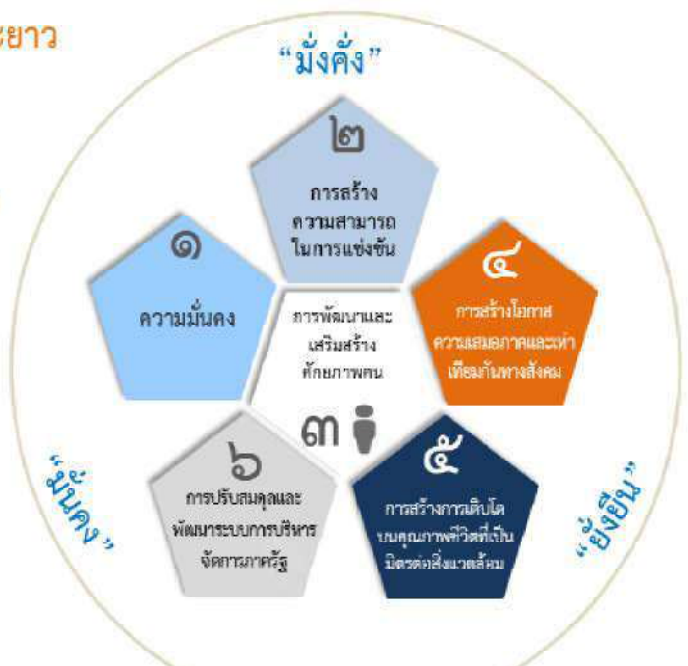 ะยาว
“มั่งคั่ง”
๒
การสร้าง
ความสามารถ
ในการแข่งขัน
๑
ความมั่นคง
๔
การสร้างโอกาส
ความเสมอภาคและเท่า
เทียมกันทางสังคม
การพัฒนาและ
เสริมสร้าง
ศักยภาพคน
๓
๖
การปรับสมดุลและ
พัฒนาระบบการบริหาร
จัดการภาครัฐ
๕
การสร้างการเติบโต
บนคุณภาพชีวิตที่เป็น
มิตรต่อสิ่งแวดล้อม
“มั่นคง”
“ยั่งยืน”